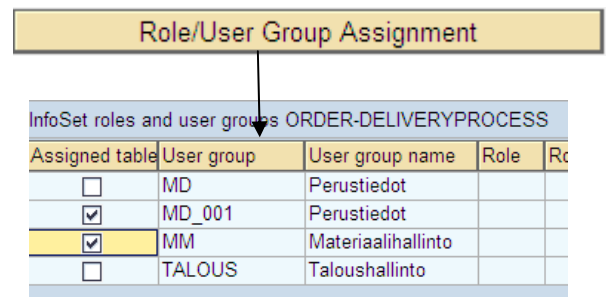 Role/User Group Assignment
InfoSet roles and user groups ORDER-DELIVERYPROCESS
Assigned table User group User group name Role Ro
MD Perustiedot
MD_001 Perustiedot
MM Materiaalihallinto
TALOUS Taloushallinto